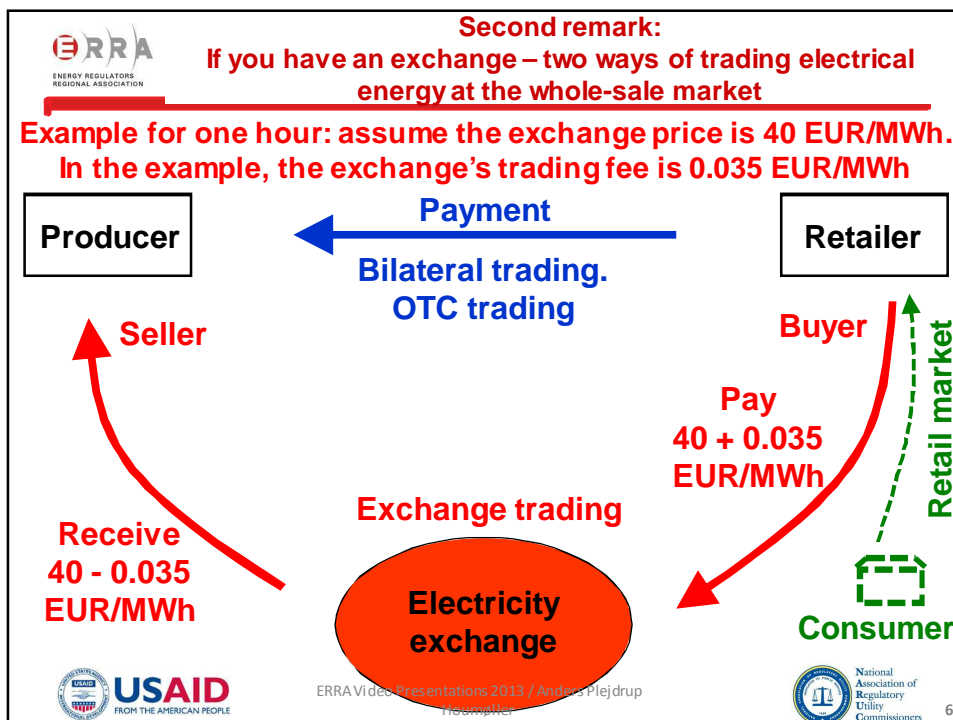 ERRA
ENERGY REGULATORS
REGIONAL ASSOCIATION
Second remark:
If you have an exchange – two ways of trading electrical
energy at the whole-sale market
Example for one hour: assume the exchange price is 40 EUR/MWh.
In the example, the exchange's trading fee is 0.035 EUR/MWh
Producer
Payment
Retailer
Bilateral trading.
OTC trading
Seller
Buyer
Pay
40 + 0.035
EUR/MWh
Retail market
Exchange trading
Receive
40 - 0.035
EUR/MWh
Electricity
exchange
Consumer
USAID
FROM THE AMERICAN PEOPLE
ERRA Video Presentations 2013 / Anders Plejdrup
National
Association of
Regulatory
Utility
Commissioners
6